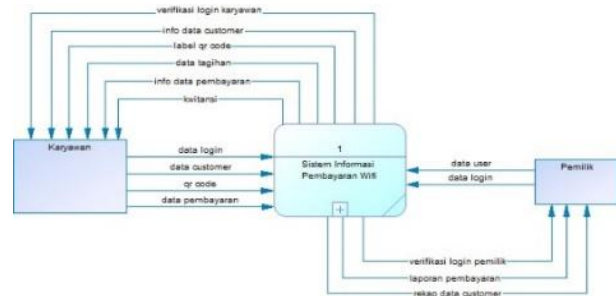 verifikasi login karyawan
info data customer
label qr code
data tagihan
info data pembayaran
kwitansi
Karyawan
data login
data customer
qr code
data pembayaran
1
Sistem Informasi
Pembayaran Wifi
data user
data login
Pemilik
verifikasi login pemilik
laporan pembayaran
rekap data customer